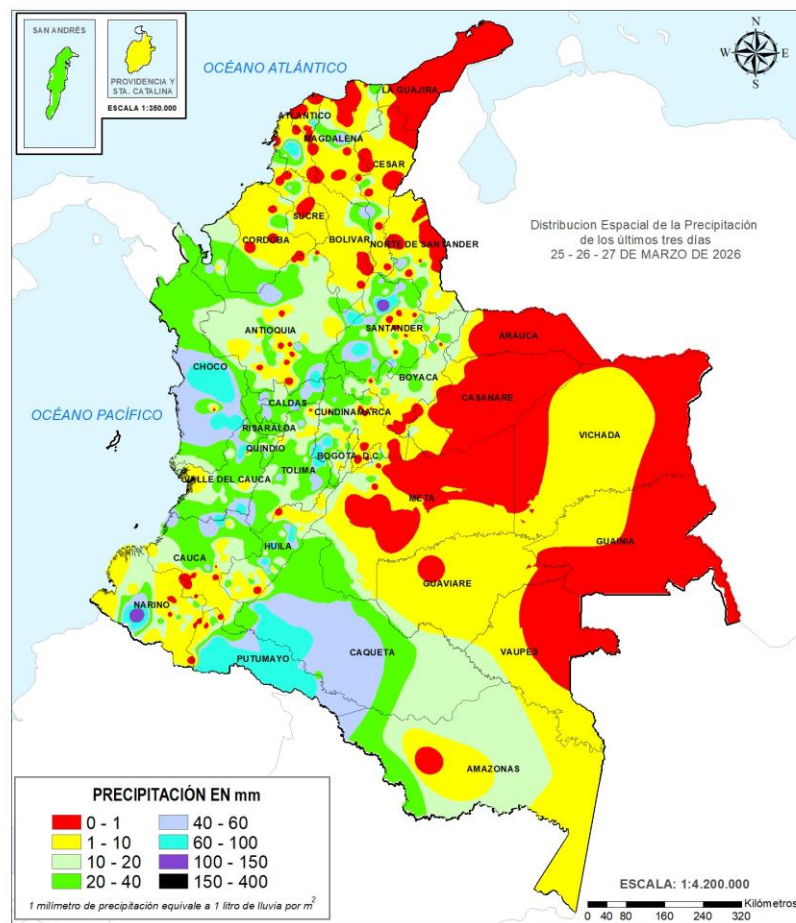 SAN ANDRÉS
PROVIDENCIA Y
STA. CATALINA
ESCALA 1:350.000
OCÉANO ATLÁNTICO
N
W
E
S
LA GUAJIRA
ATLANTICO
MAGDALENA
CESAR
SUCRE
CORDOBA
BOLIVAR
NORTE DE SANTANDER
Distribucion Espacial de la Precipitación
de los últimos tres días
25 - 26 - 27 DE MARZO DE 2026
ANTIOQUIA
SANTANDER
ARAUCA
CHOCO
BOYACA
CASANARE
OCÉANO PACÍFICO
CALDAS
CUNDINAMARCA
RISARALDA
VICHADA
QUINDIO
BOGOTA D.C.
TOLIMA
VALLE DEL CAUCA
META
CAUCA
HUILA
GUAINIA
GUAVIARE
NARIÑO
PUTUMAYO
CAQUETA
VAUPES
AMAZONAS
PRECIPITACIÓN EN mm
0 - 1
40 - 60
1 - 10
60 - 100
10 - 20
100 - 150
20 - 40
150 - 400
1 milímetro de precipitación equivale a 1 litro de lluvia por m2
ESCALA: 1:4.200.000
Kilómetros
0 40 80 160 240 320